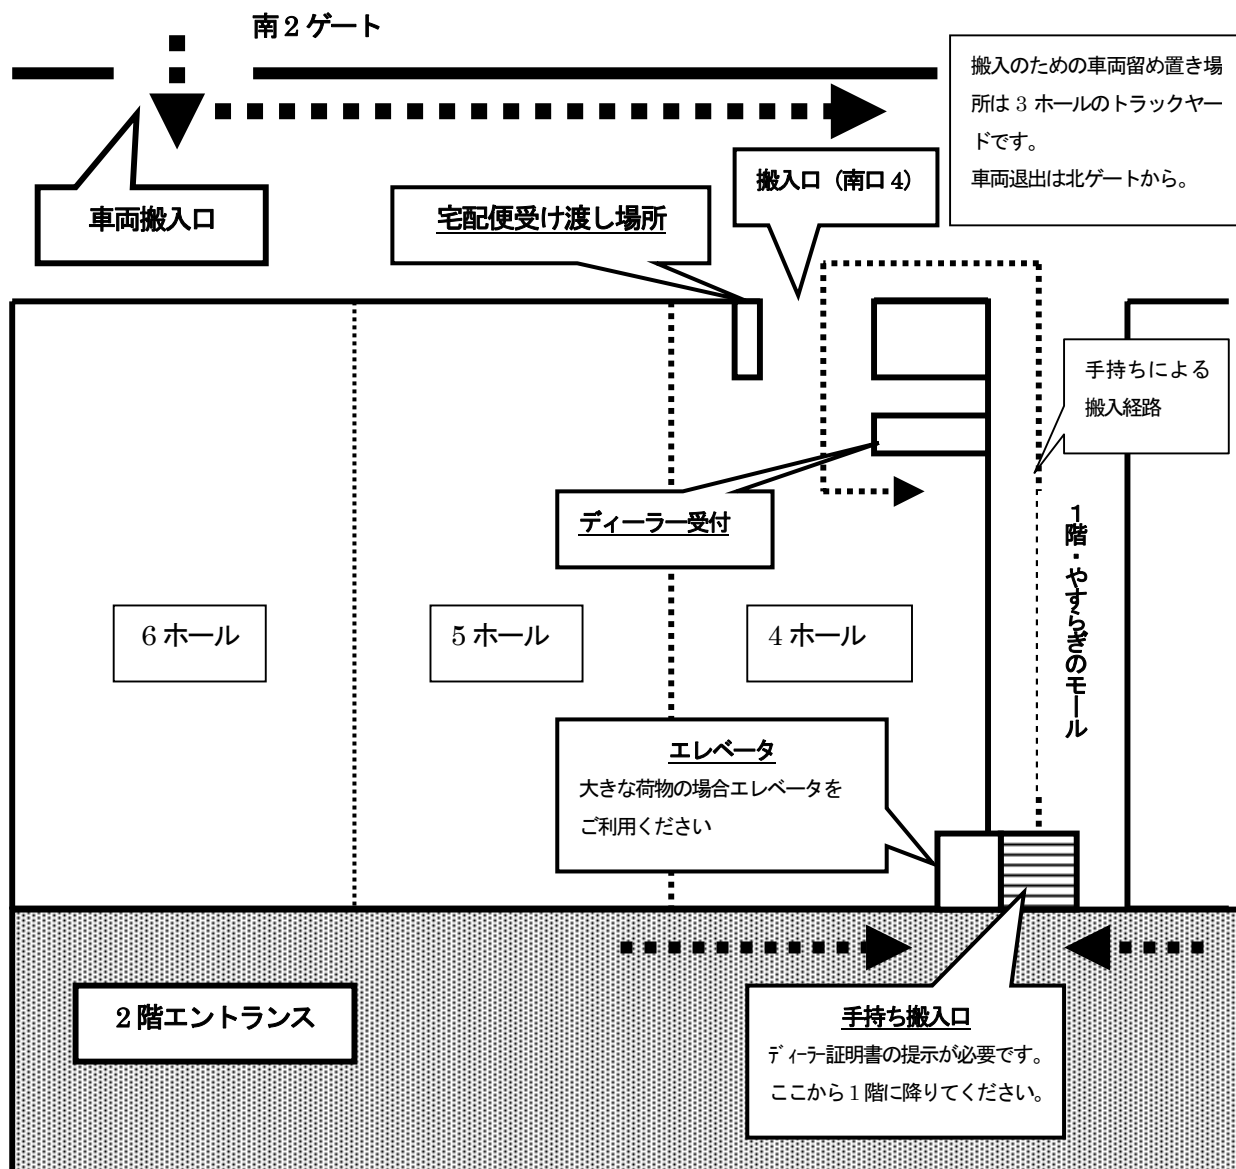 南2ゲート
搬入のための車両留め置き場
所は3ホールのトラックヤー
ドです。
車両退出は北ゲートから。
搬入口（南口4）
車両搬入口
宅配便受け渡し場所
手持ちによる
搬入経路
ディーラー受付
1階・やすらぎのモール
6ホール
5ホール
4ホール
エレベータ
大きな荷物の場合エレベータを
ご利用ください
2階エントランス
手持ち搬入口
ディーラー証明書の提示が必要です。
ここから1階に降りてください。